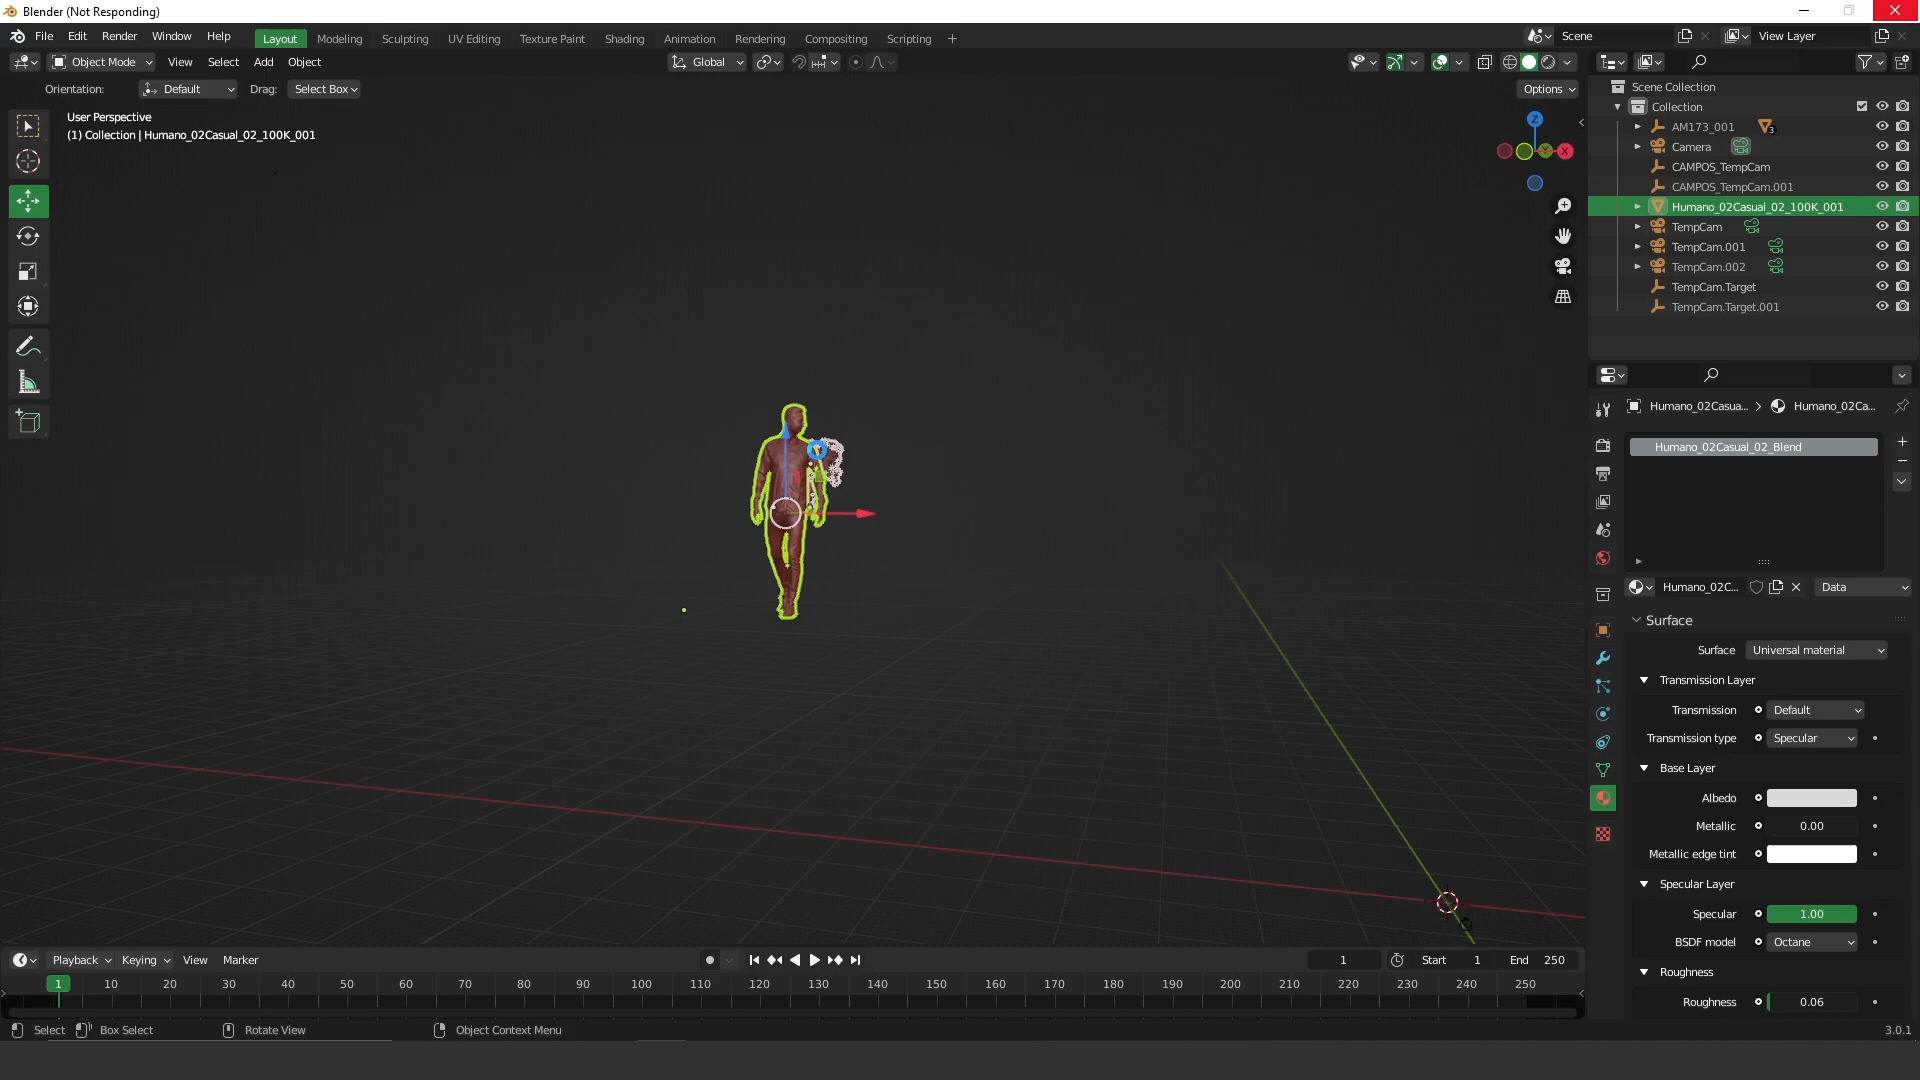 Blender (Not Responding)
File Edit Render Window Help Layout Modeling Sculpting UV Editing Texture Paint Shading Animation Rendering Compositing Scripting + Scene View Layer
Object Mode View Select Add Object Global
Orientation: Default Drag: Select Box Options
User Perspective
(1) Collection | Humano_02Casual_02_100K_001
Z
Y X
Scene Collection
Collection
AM173_001 3
Camera
CAMPOS_TempCam
CAMPOS_TempCam.001
Humano_02Casual_02_100K_001
TempCam
TempCam.001
TempCam.002
TempCam.Target
TempCam.Target.001
Humano_02Casua... Humano_02Ca...
Humano_02Casual_02_Blend
Humano_02C... Data
Surface
Surface Universal material
Transmission Layer
Transmission Default
Transmission type Specular
Base Layer
Albedo
Metallic 0.00
Metallic edge tint
Specular Layer
Specular 1.00
BSDF model Octane
Roughness
Roughness 0.06
Playback Keying View Marker 1 Start 1 End 250
1 10 20 30 40 50 60 70 80 90 100 110 120 130 140 150 160 170 180 190 200 210 220 230 240 250
Select Box Select Rotate View Object Context Menu 3.0.1